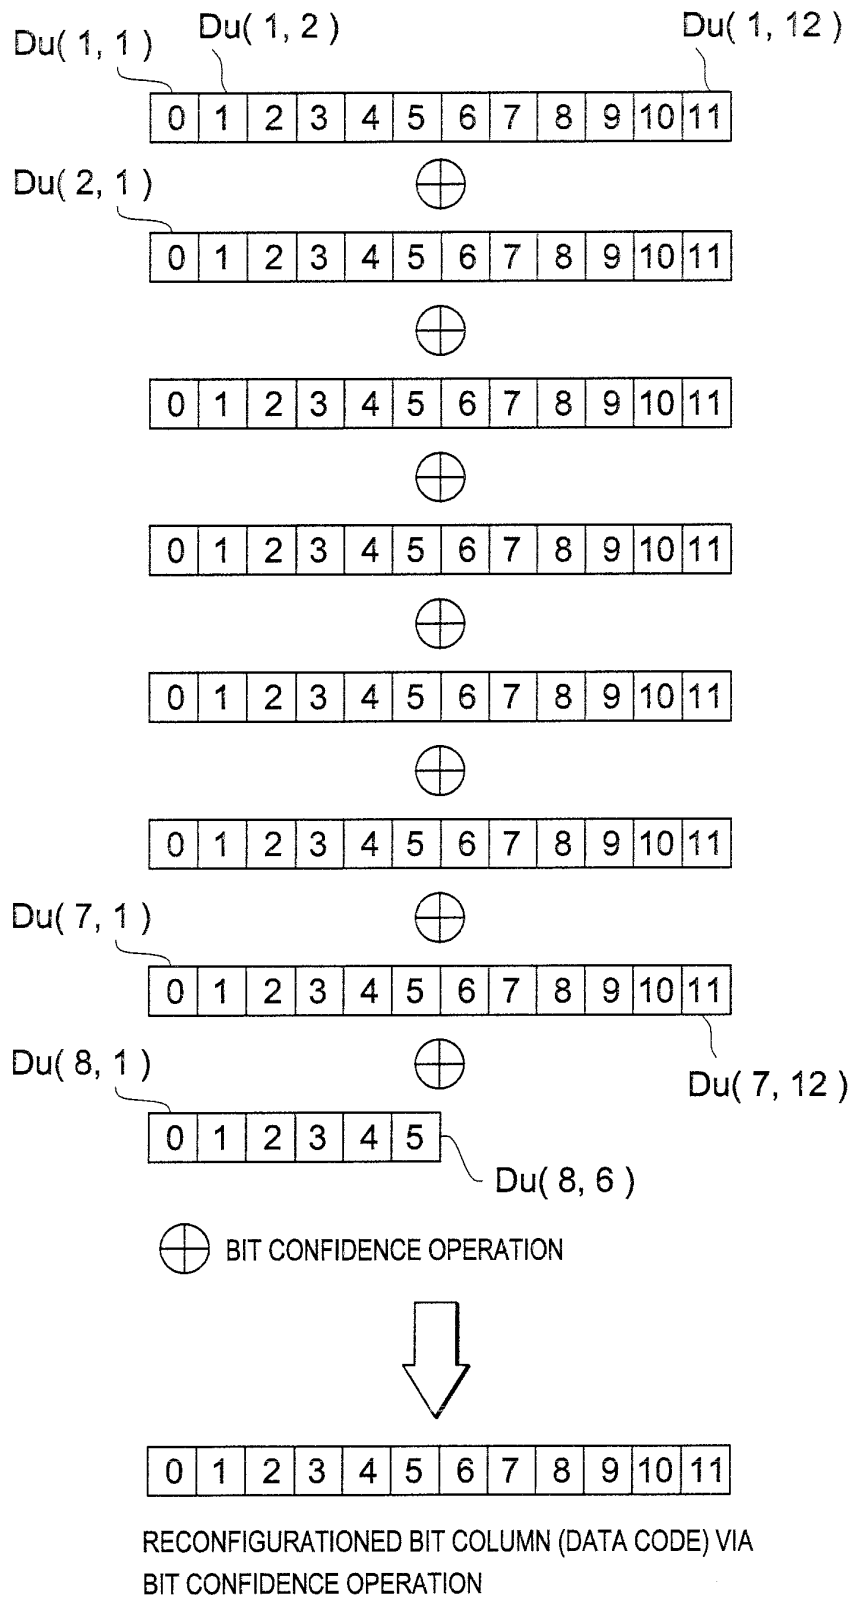 Du( 1, 1 ) Du( 1, 2 ) Du( 1, 12 )
0 1 2 3 4 5 6 7 8 9 10 11
Du( 2, 1 )
0 1 2 3 4 5 6 7 8 9 10 11
0 1 2 3 4 5 6 7 8 9 10 11
0 1 2 3 4 5 6 7 8 9 10 11
0 1 2 3 4 5 6 7 8 9 10 11
0 1 2 3 4 5 6 7 8 9 10 11
Du( 7, 1 )
0 1 2 3 4 5 6 7 8 9 10 11
Du( 8, 1 )
Du( 7, 12 )
0 1 2 3 4 5
Du( 8, 6 )
BIT CONFIDENCE OPERATION
0 1 2 3 4 5 6 7 8 9 10 11
RECONFIGURATIONED BIT COLUMN (DATA CODE) VIA
BIT CONFIDENCE OPERATION